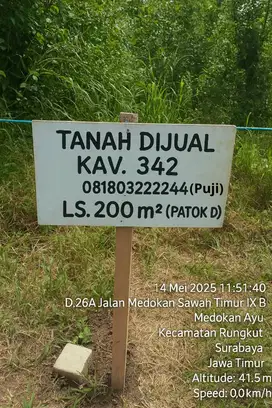 TANAH DIJUAL
KAV. 342
081803222244 (Puji)
LS. 200 m² (PATOK D)
14 Mei 2025 11:51:40
D.26A Jalan Medokan Sawah Timur IX B
Medokan Ayu
Kecamatan Rungkut
Surabaya
Jawa Timur
Altitude: 41.5 m
Speed: 0,0 km/h